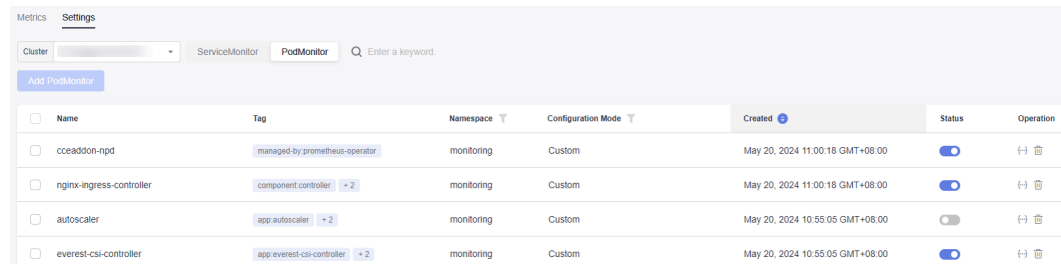 Metrics Settings
Cluster ServiceMonitor PodMonitor Enter a keyword.
Add PodMonitor
Name Tag Namespace Configuration Mode Created Status Operation
cceaddon-npd managed-by:prometheus-operator monitoring Custom May 20, 2024 11:00:18 GMT+08:00
nginx-ingress-controller component:controller + 2 monitoring Custom May 20, 2024 11:00:18 GMT+08:00
autoscaler app:autoscaler + 2 monitoring Custom May 20, 2024 10:55:05 GMT+08:00
everest-csi-controller app:everest-csi-controller + 2 monitoring Custom May 20, 2024 10:55:05 GMT+08:00